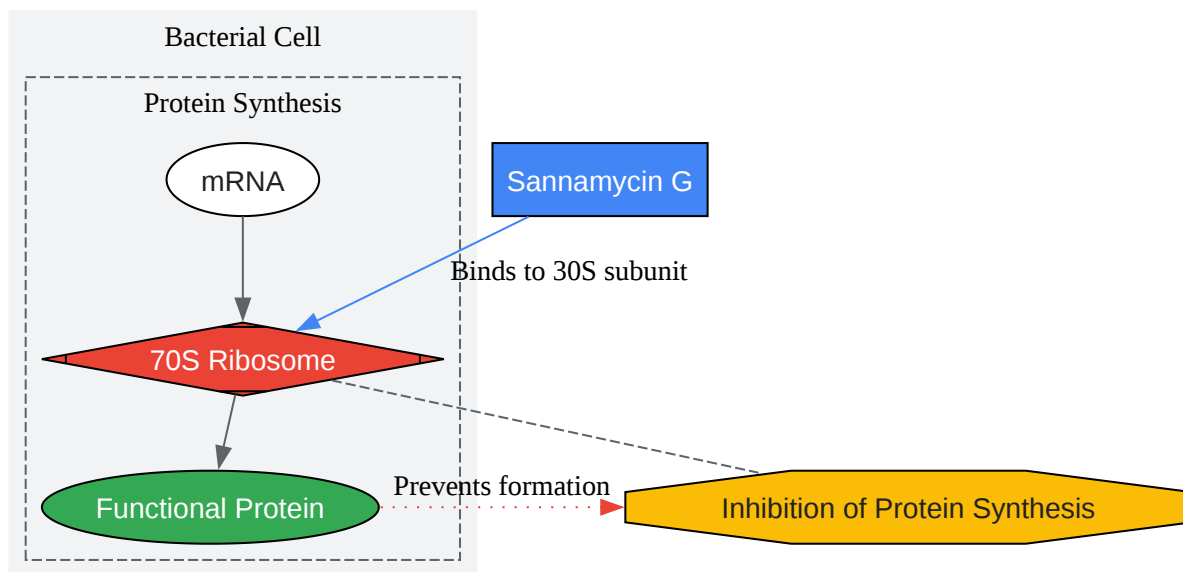 Bacterial Cell
Protein Synthesis
mRNA
Sannamycin G
Binds to 30S subunit
70S Ribosome
Prevents formation
Functional Protein
Inhibition of Protein Synthesis